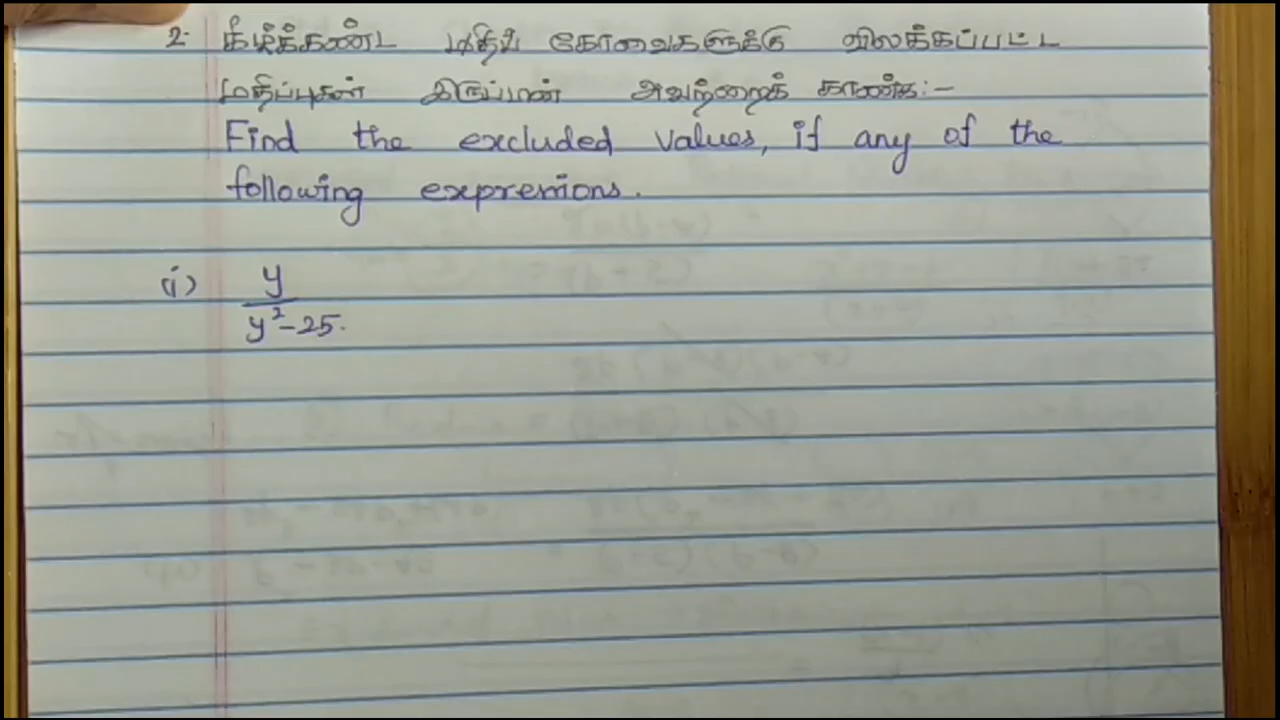 2. கீழ்க்கண்ட கோவைகளுக்கு விலக்கப்பட்ட
மதிப்புகள் இருப்பின் அவற்றைக் காண்க:-
Find the excluded values, if any of the
following expressions.
(i) y
y²-25.